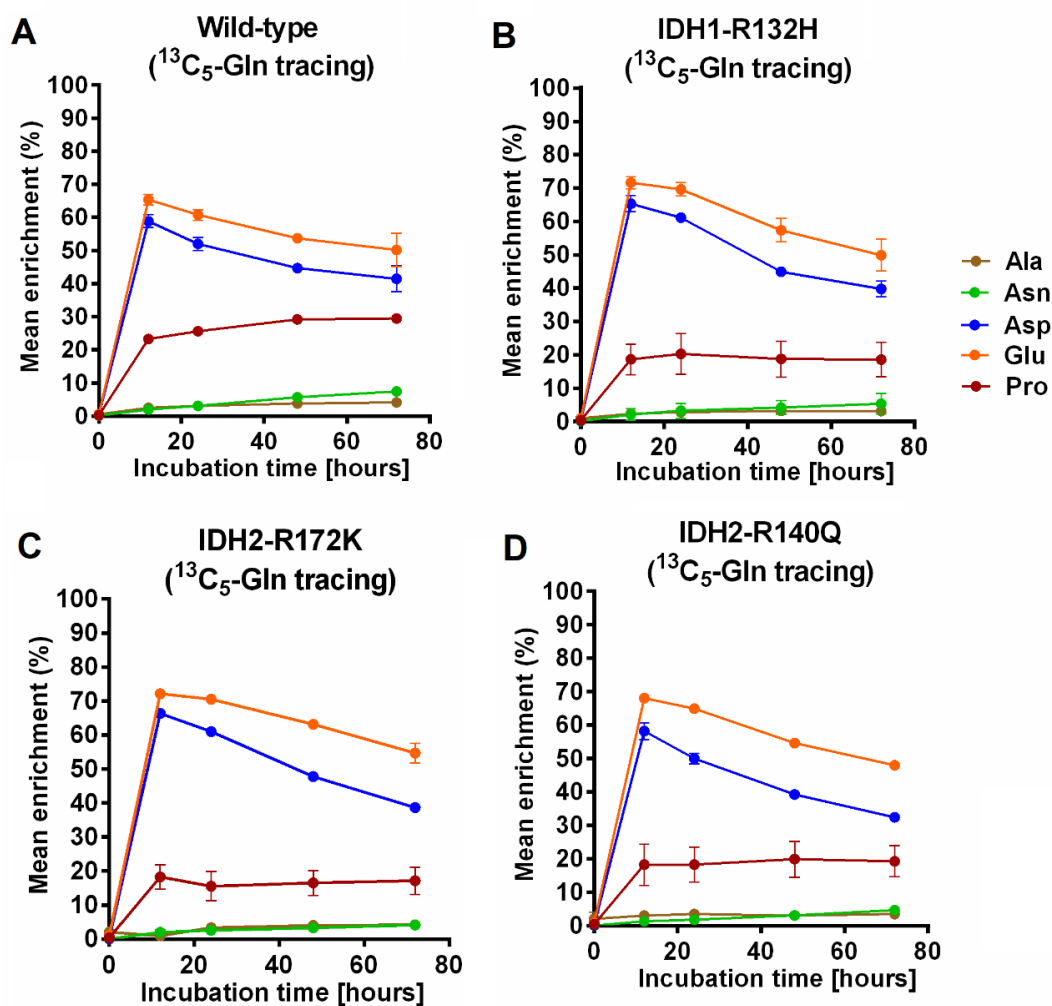 A
Wild-type
(¹³C₅-Gln tracing)
Mean enrichment (%)
100
90
80
70
60
50
40
30
20
10
0
0 20 40 60 80
Incubation time [hours]
B
IDH1-R132H
(¹³C₅-Gln tracing)
Mean enrichment (%)
100
90
80
70
60
50
40
30
20
10
0
0 20 40 60 80
Incubation time [hours]
Ala
Asn
Asp
Glu
Pro
C
IDH2-R172K
(¹³C₅-Gln tracing)
Mean enrichment (%)
100
90
80
70
60
50
40
30
20
10
0
0 20 40 60 80
Incubation time [hours]
D
IDH2-R140Q
(¹³C₅-Gln tracing)
Mean enrichment (%)
100
90
80
70
60
50
40
30
20
10
0
0 20 40 60 80
Incubation time [hours]